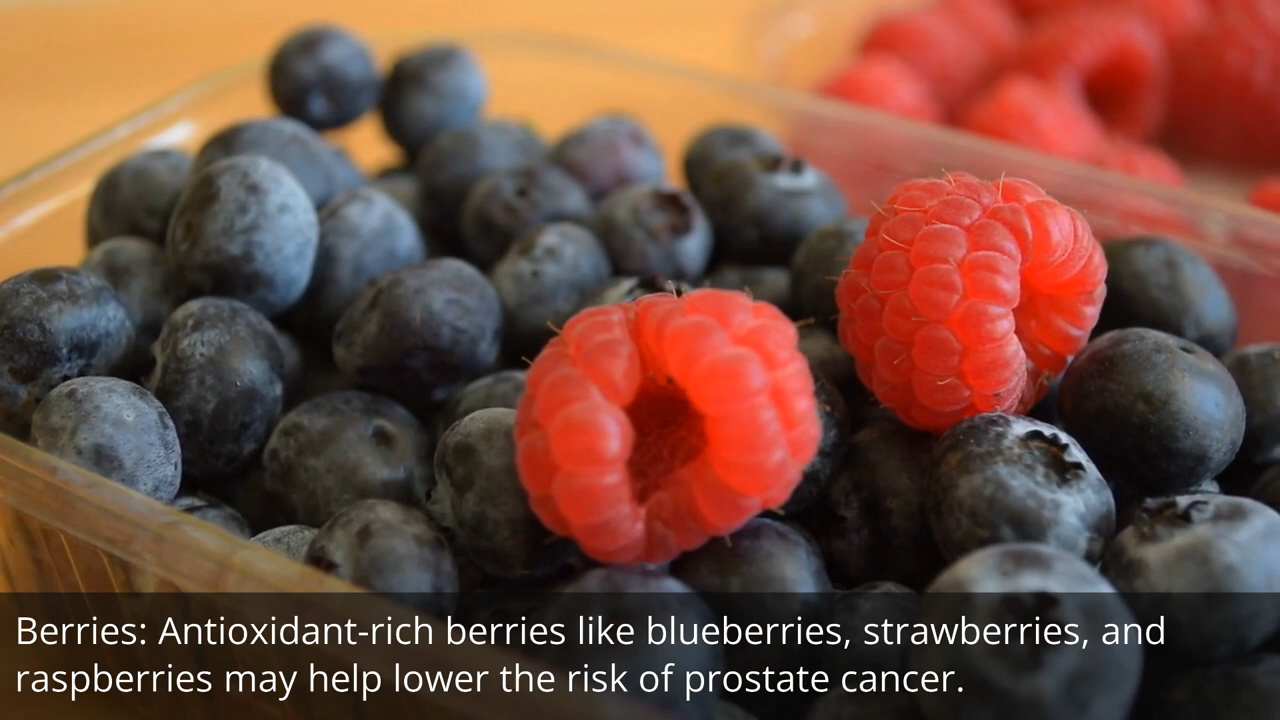 Berries: Antioxidant-rich berries like blueberries, strawberries, and
raspberries may help lower the risk of prostate cancer.